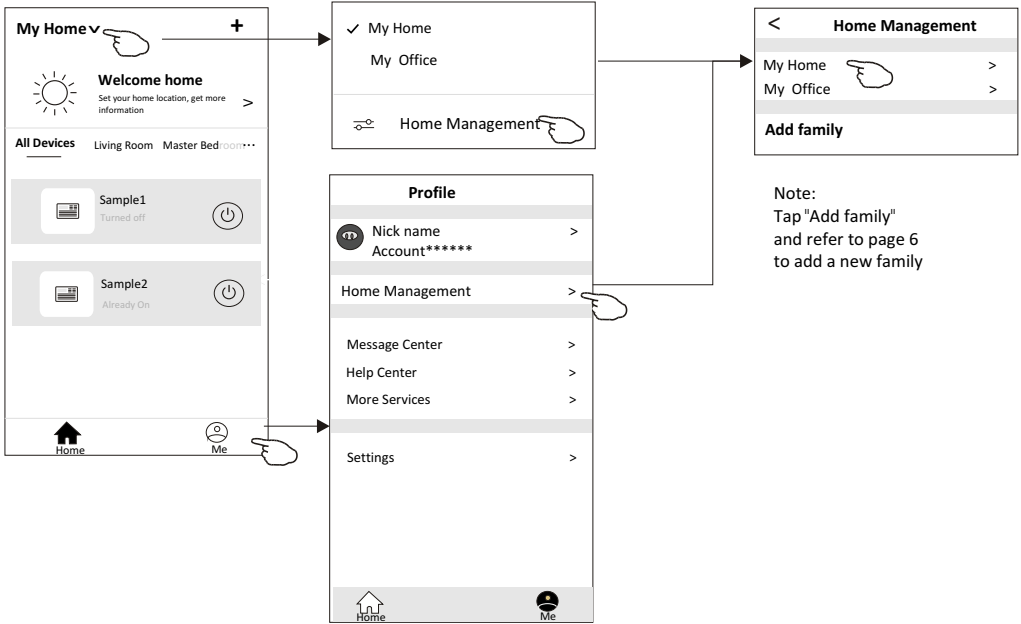 My Home
+
Welcome home
Set your home location, get more
information
>
All Devices Living Room Master Bedroom ...
Sample1
Turned off
Sample2
Already On
Home Me
✓ My Home
My Office
Home Management
Profile
Nick name >
Account******
Home Management >
Message Center >
Help Center >
More Services >
Settings >
Home Me
< Home Management
My Home >
My Office >
Add family
Note:
Tap "Add family"
and refer to page 6
to add a new family